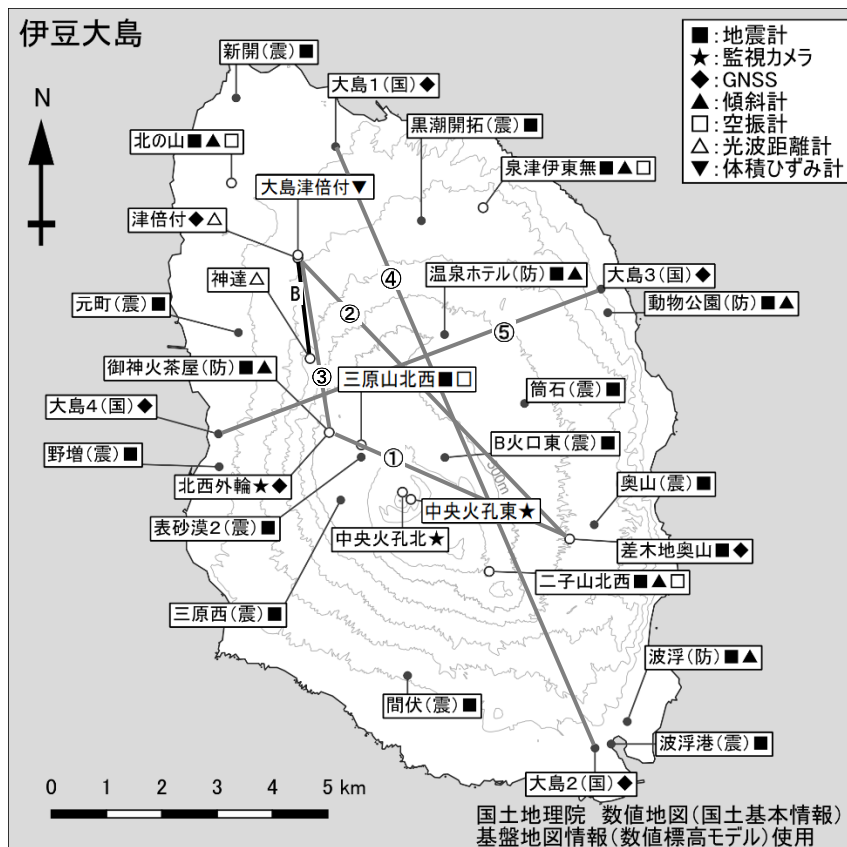 伊豆大島
■：地震計
★：監視カメラ
◆：GNSS
▲：傾斜計
□：空振計
△：光波距離計
▼：体積ひずみ計
N
新開（震）■
大島1（国）◆
黒潮開拓（震）■
北の山■▲□
泉津伊東無■▲□
大島津倍付▼
津倍付◆△
神達△
B
④
温泉ホテル（防）■▲
大島3（国）◆
動物公園（防）■▲
元町（震）■
②
⑤
御神火茶屋（防）■▲
③
三原山北西■□
筒石（震）■
大島4（国）◆
野増（震）■
①
B火口東（震）■
500m
北西外輪★◆
奥山（震）■
表砂漠2（震）■
中央火孔東★
中央火孔北★
差木地奥山■◆
二子山北西■▲□
三原西（震）■
波浮（防）■▲
間伏（震）■
波浮港（震）■
大島2（国）◆
0 1 2 3 4 5 km
国土地理院 数値地図（国土基本情報）
基盤地図情報（数値標高モデル）使用